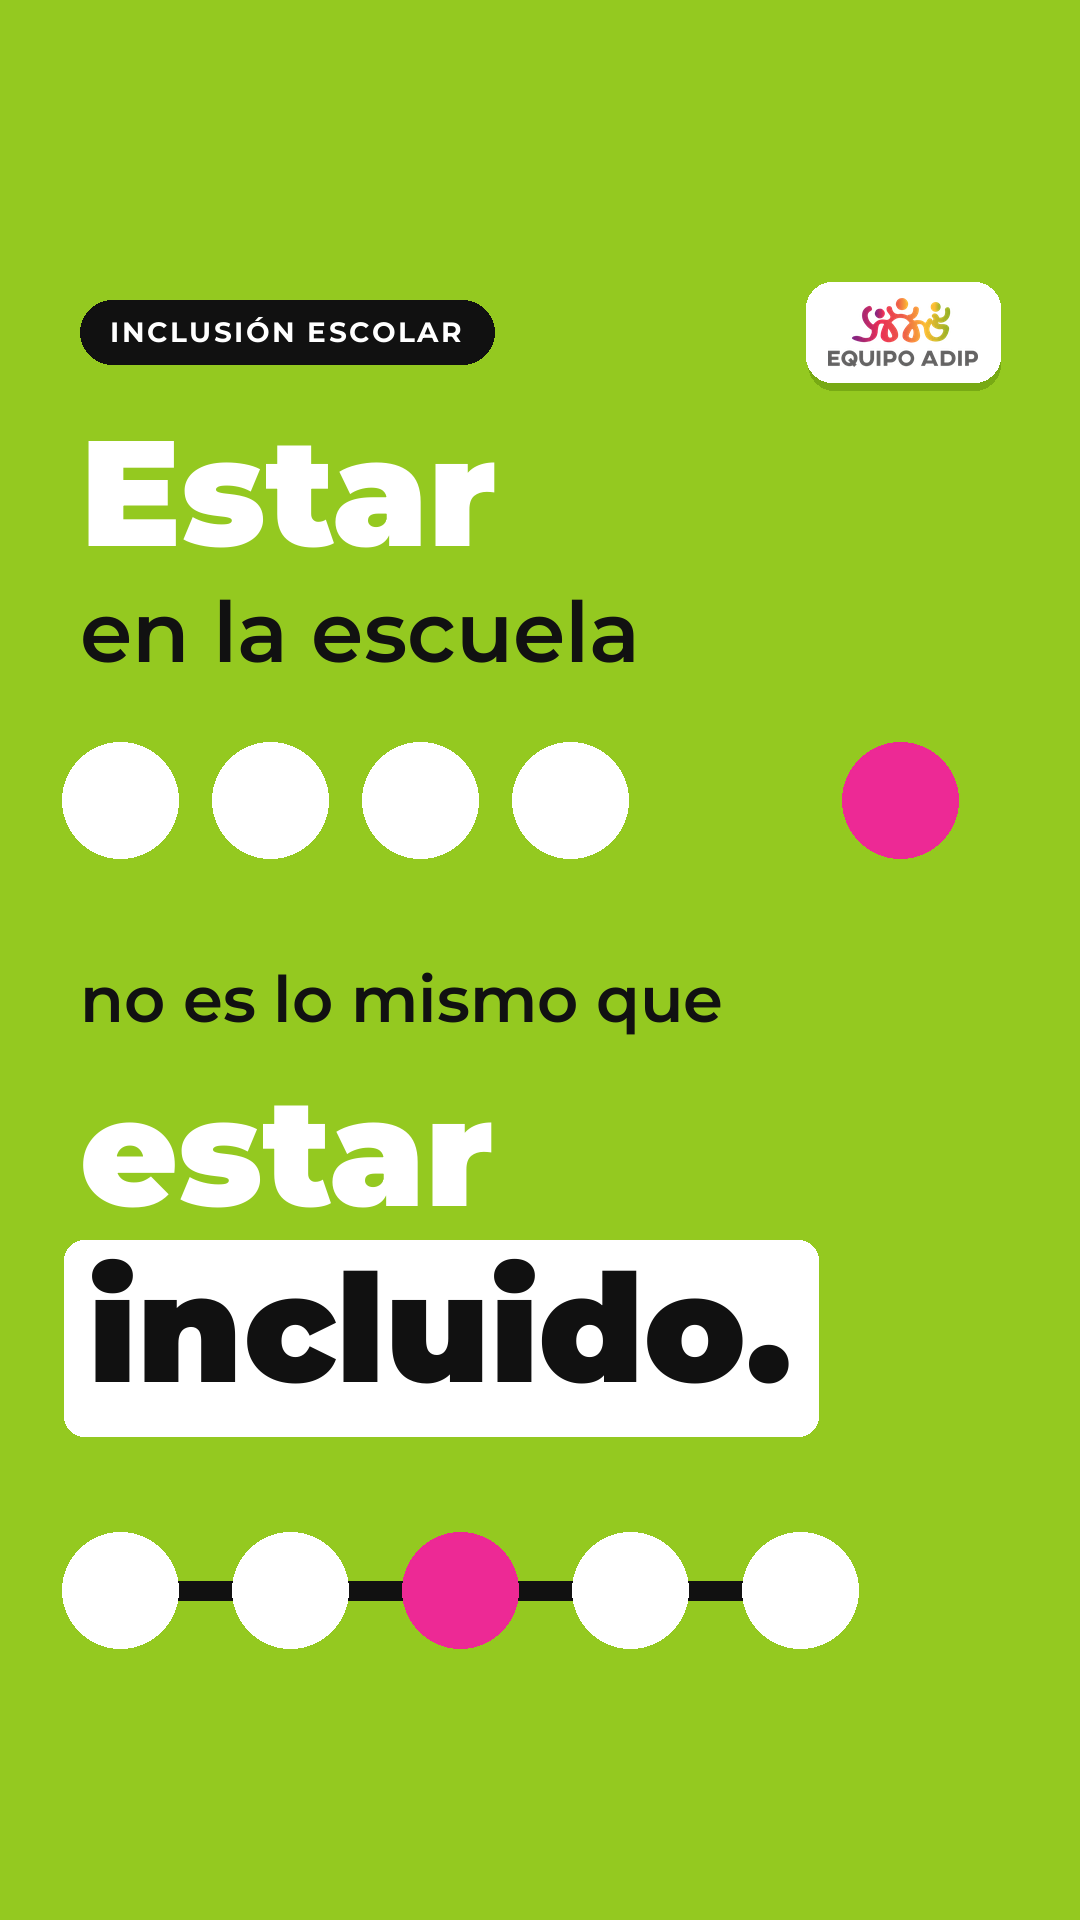 INCLUSIÓN ESCOLAR
EQUIPO ADIP
Estar
en la escuela
no es lo mismo que
estar
incluido.